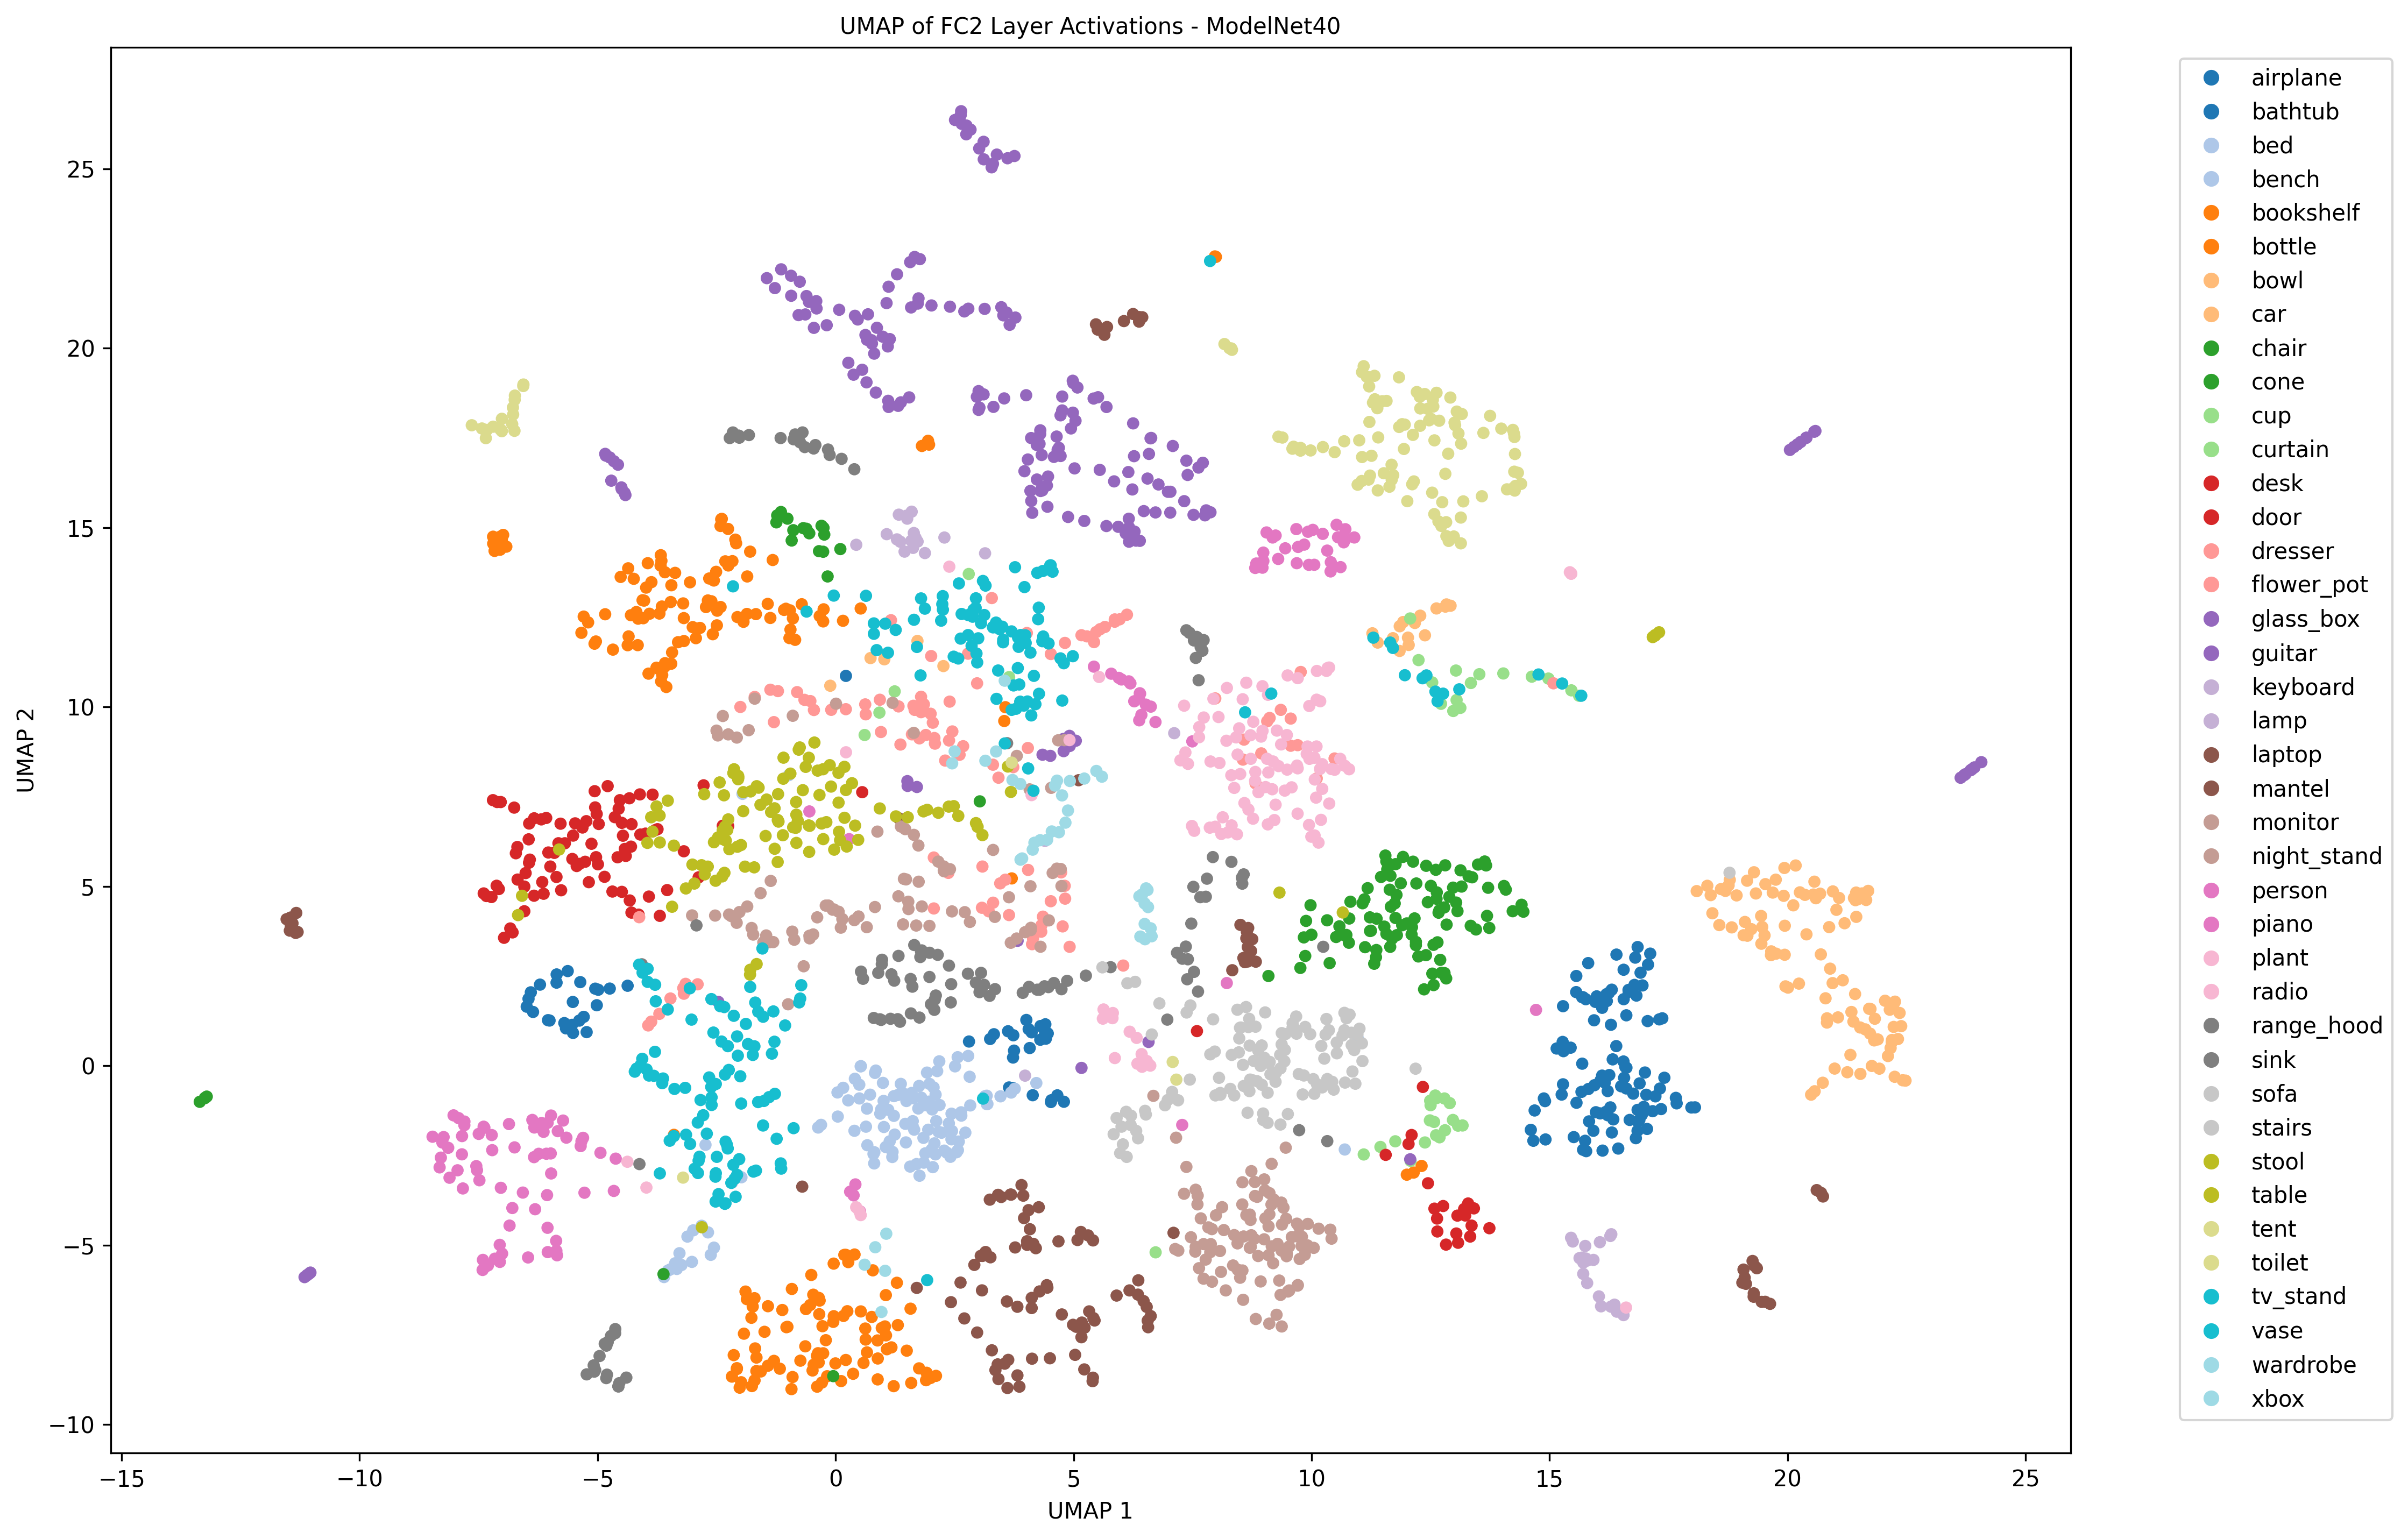 UMAP of FC2 Layer Activations - ModelNet40
UMAP 2
25
20
15
10
5
0
−5
−10
−15
−10
−5
0
5
10
15
20
25
UMAP 1
airplane
bathtub
bed
bench
bookshelf
bottle
bowl
car
chair
cone
cup
curtain
desk
door
dresser
flower_pot
glass_box
guitar
keyboard
lamp
laptop
mantel
monitor
night_stand
person
piano
plant
radio
range_hood
sink
sofa
stairs
stool
table
tent
toilet
tv_stand
vase
wardrobe
xbox